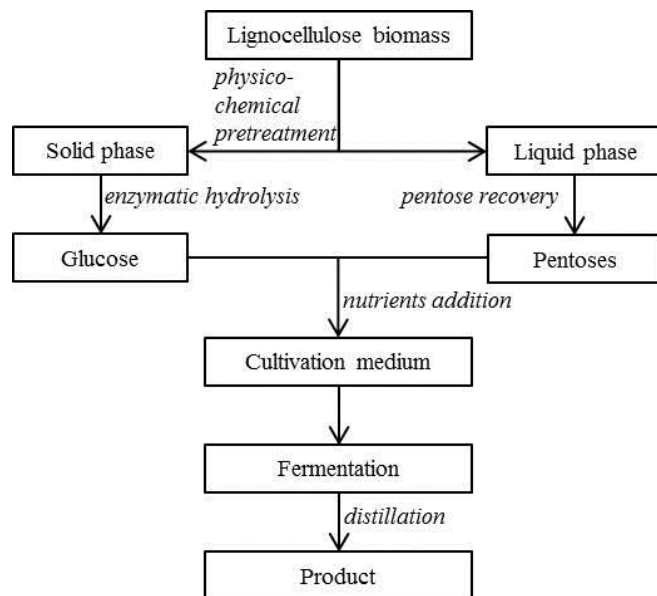 Lignocellulose biomass
physico-
chemical
pretreatment
Solid phase
Liquid phase
enzymatic hydrolysis
pentose recovery
Glucose
Pentoses
nutrients addition
Cultivation medium
Fermentation
distillation
Product